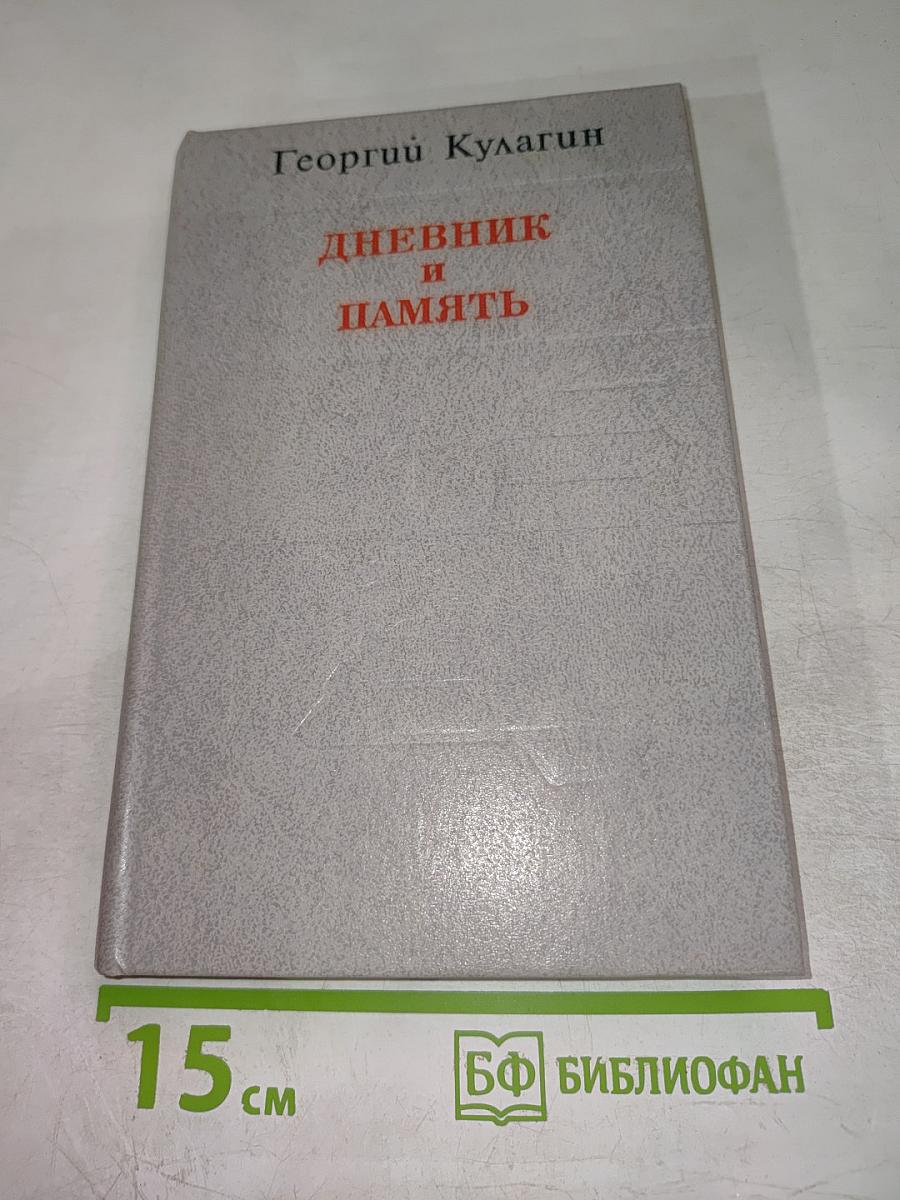 Георгий Кулагин
ДНЕВНИК
и
ПАМЯТЬ
15 см
БФ БИБЛИОФАН